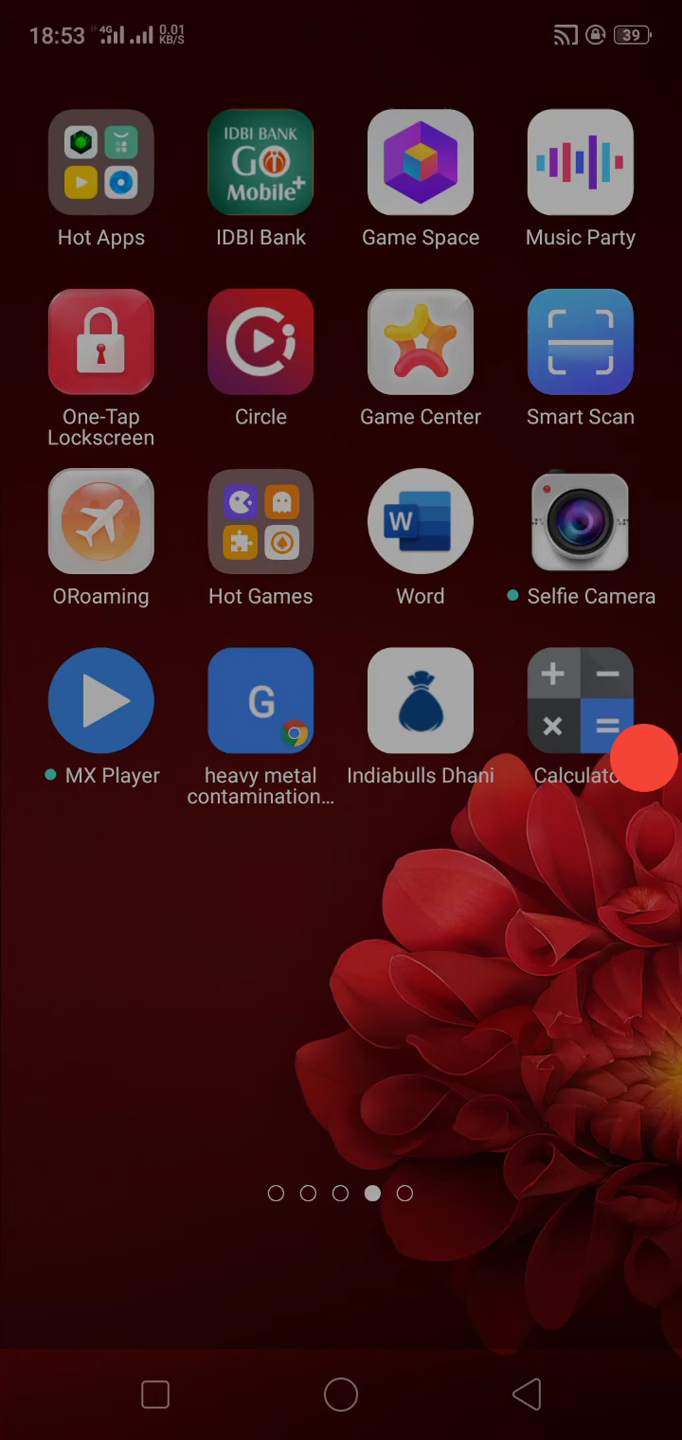 18:53 4G 0.01 KB/S 39
IDBI BANK
GO
Mobile+
Hot Apps IDBI Bank Game Space Music Party
One-Tap Lockscreen Circle Game Center Smart Scan
W
ORoaming Hot Games Word Selfie Camera
G
MX Player heavy metal contamination... Indiabulls Dhani Calculato